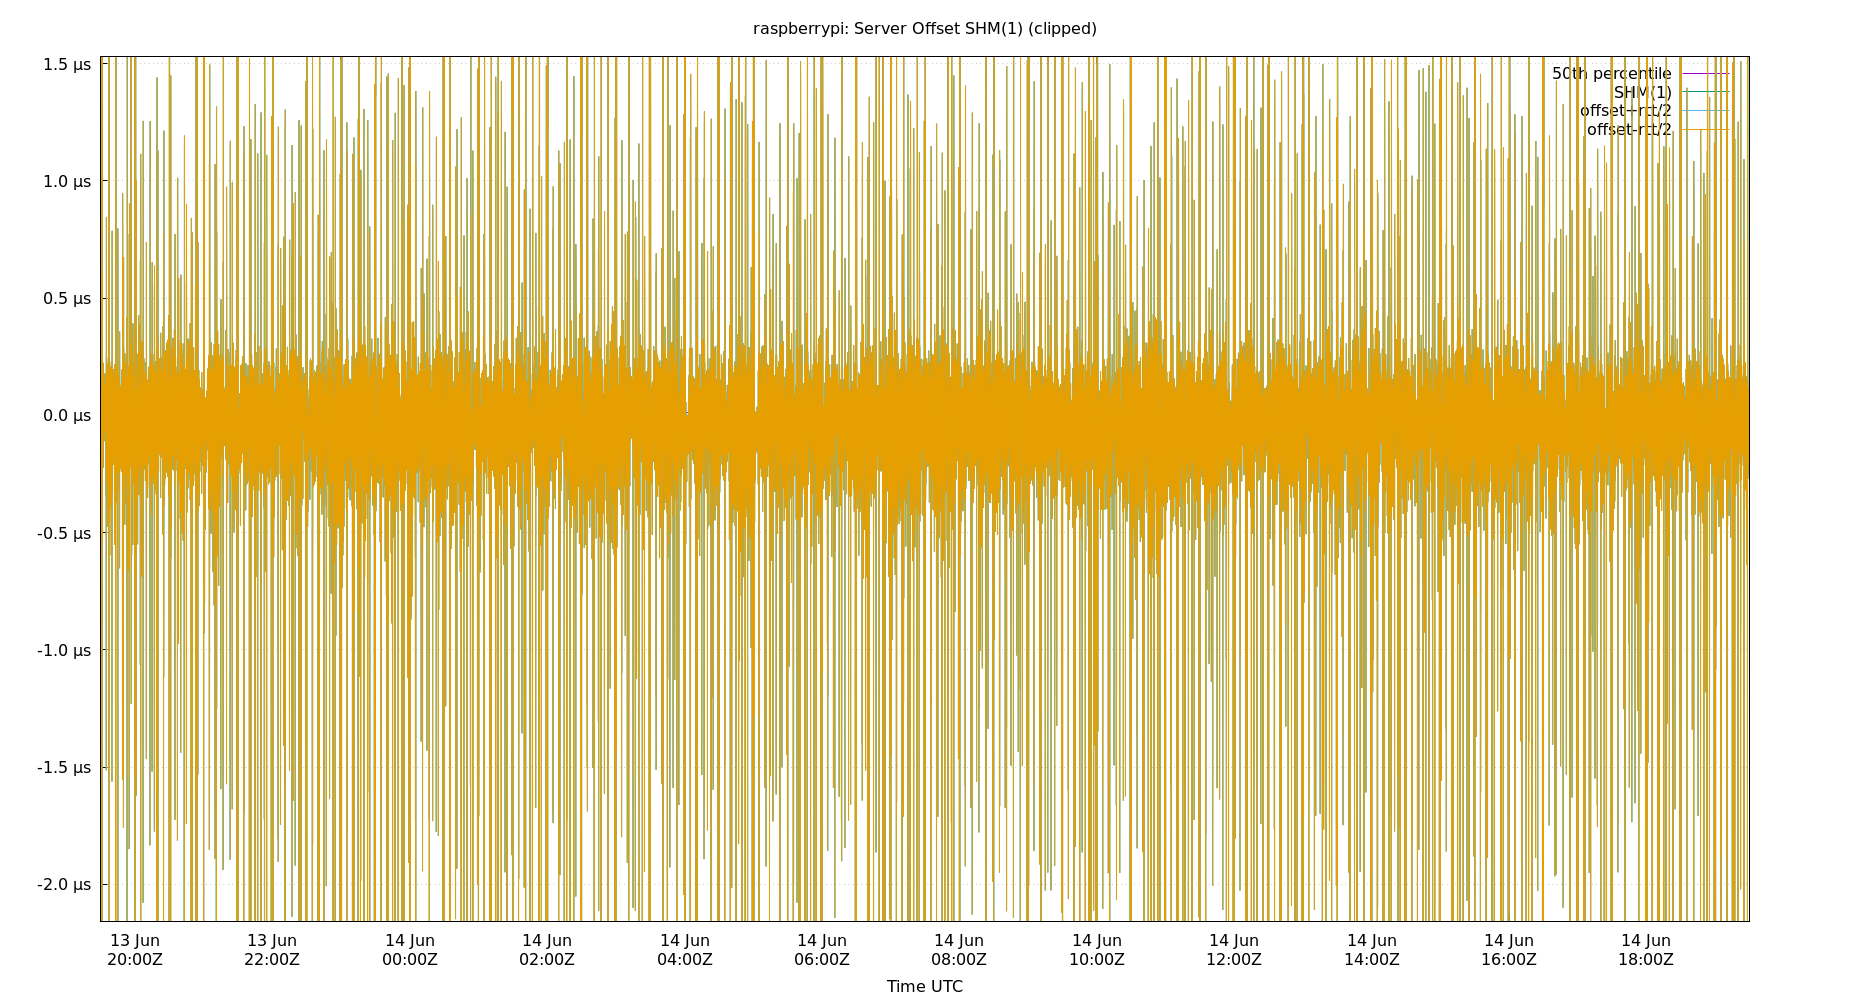 raspberrypi: Server Offset SHM(1) (clipped)
1.5 µs
1.0 µs
0.5 µs
0.0 µs
-0.5 µs
-1.0 µs
-1.5 µs
-2.0 µs
50th percentile
SHM(1)
offset+rtt/2
offset-rtt/2
13 Jun 13 Jun 14 Jun 14 Jun 14 Jun 14 Jun 14 Jun 14 Jun 14 Jun 14 Jun 14 Jun 14 Jun
20:00Z 22:00Z 00:00Z 02:00Z 04:00Z 06:00Z 08:00Z 10:00Z 12:00Z 14:00Z 16:00Z 18:00Z
Time UTC